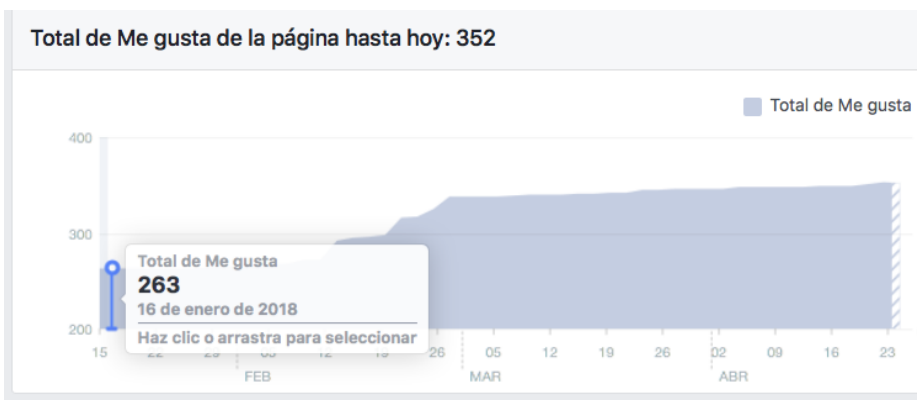 Total de Me gusta de la página hasta hoy: 352
Total de Me gusta
400
300
200
Total de Me gusta
263
16 de enero de 2018
Haz clic o arrastra para seleccionar
15 22 29 05 12 19 26 05 12 19 26 02 09 16 23
FEB MAR ABR